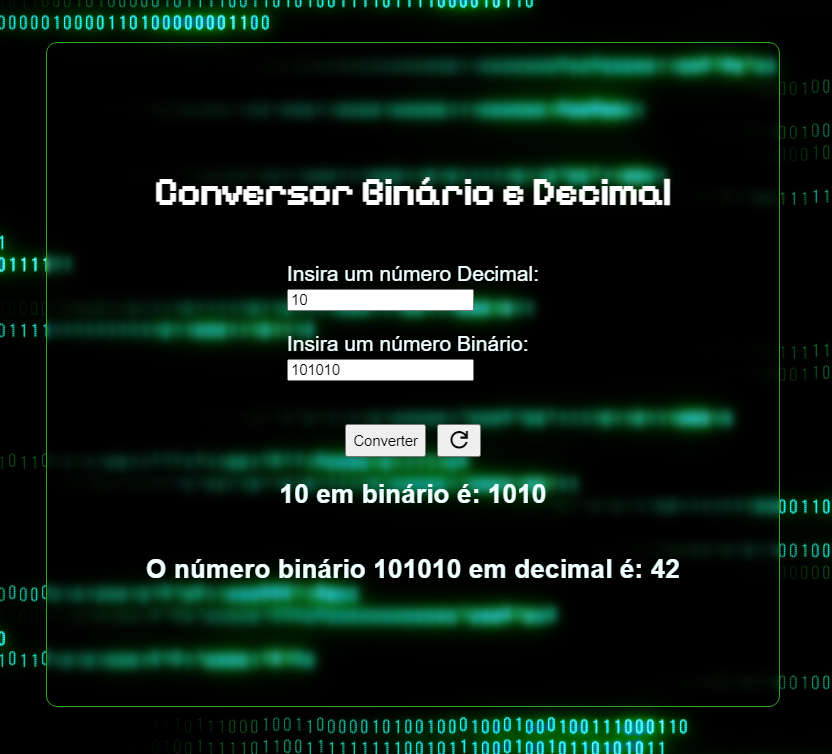 00000100001101000000001100
Conversor Binário e Decimal
Insira um número Decimal:
10
Insira um número Binário:
101010
Converter
10 em binário é: 1010
O número binário 101010 em decimal é: 42